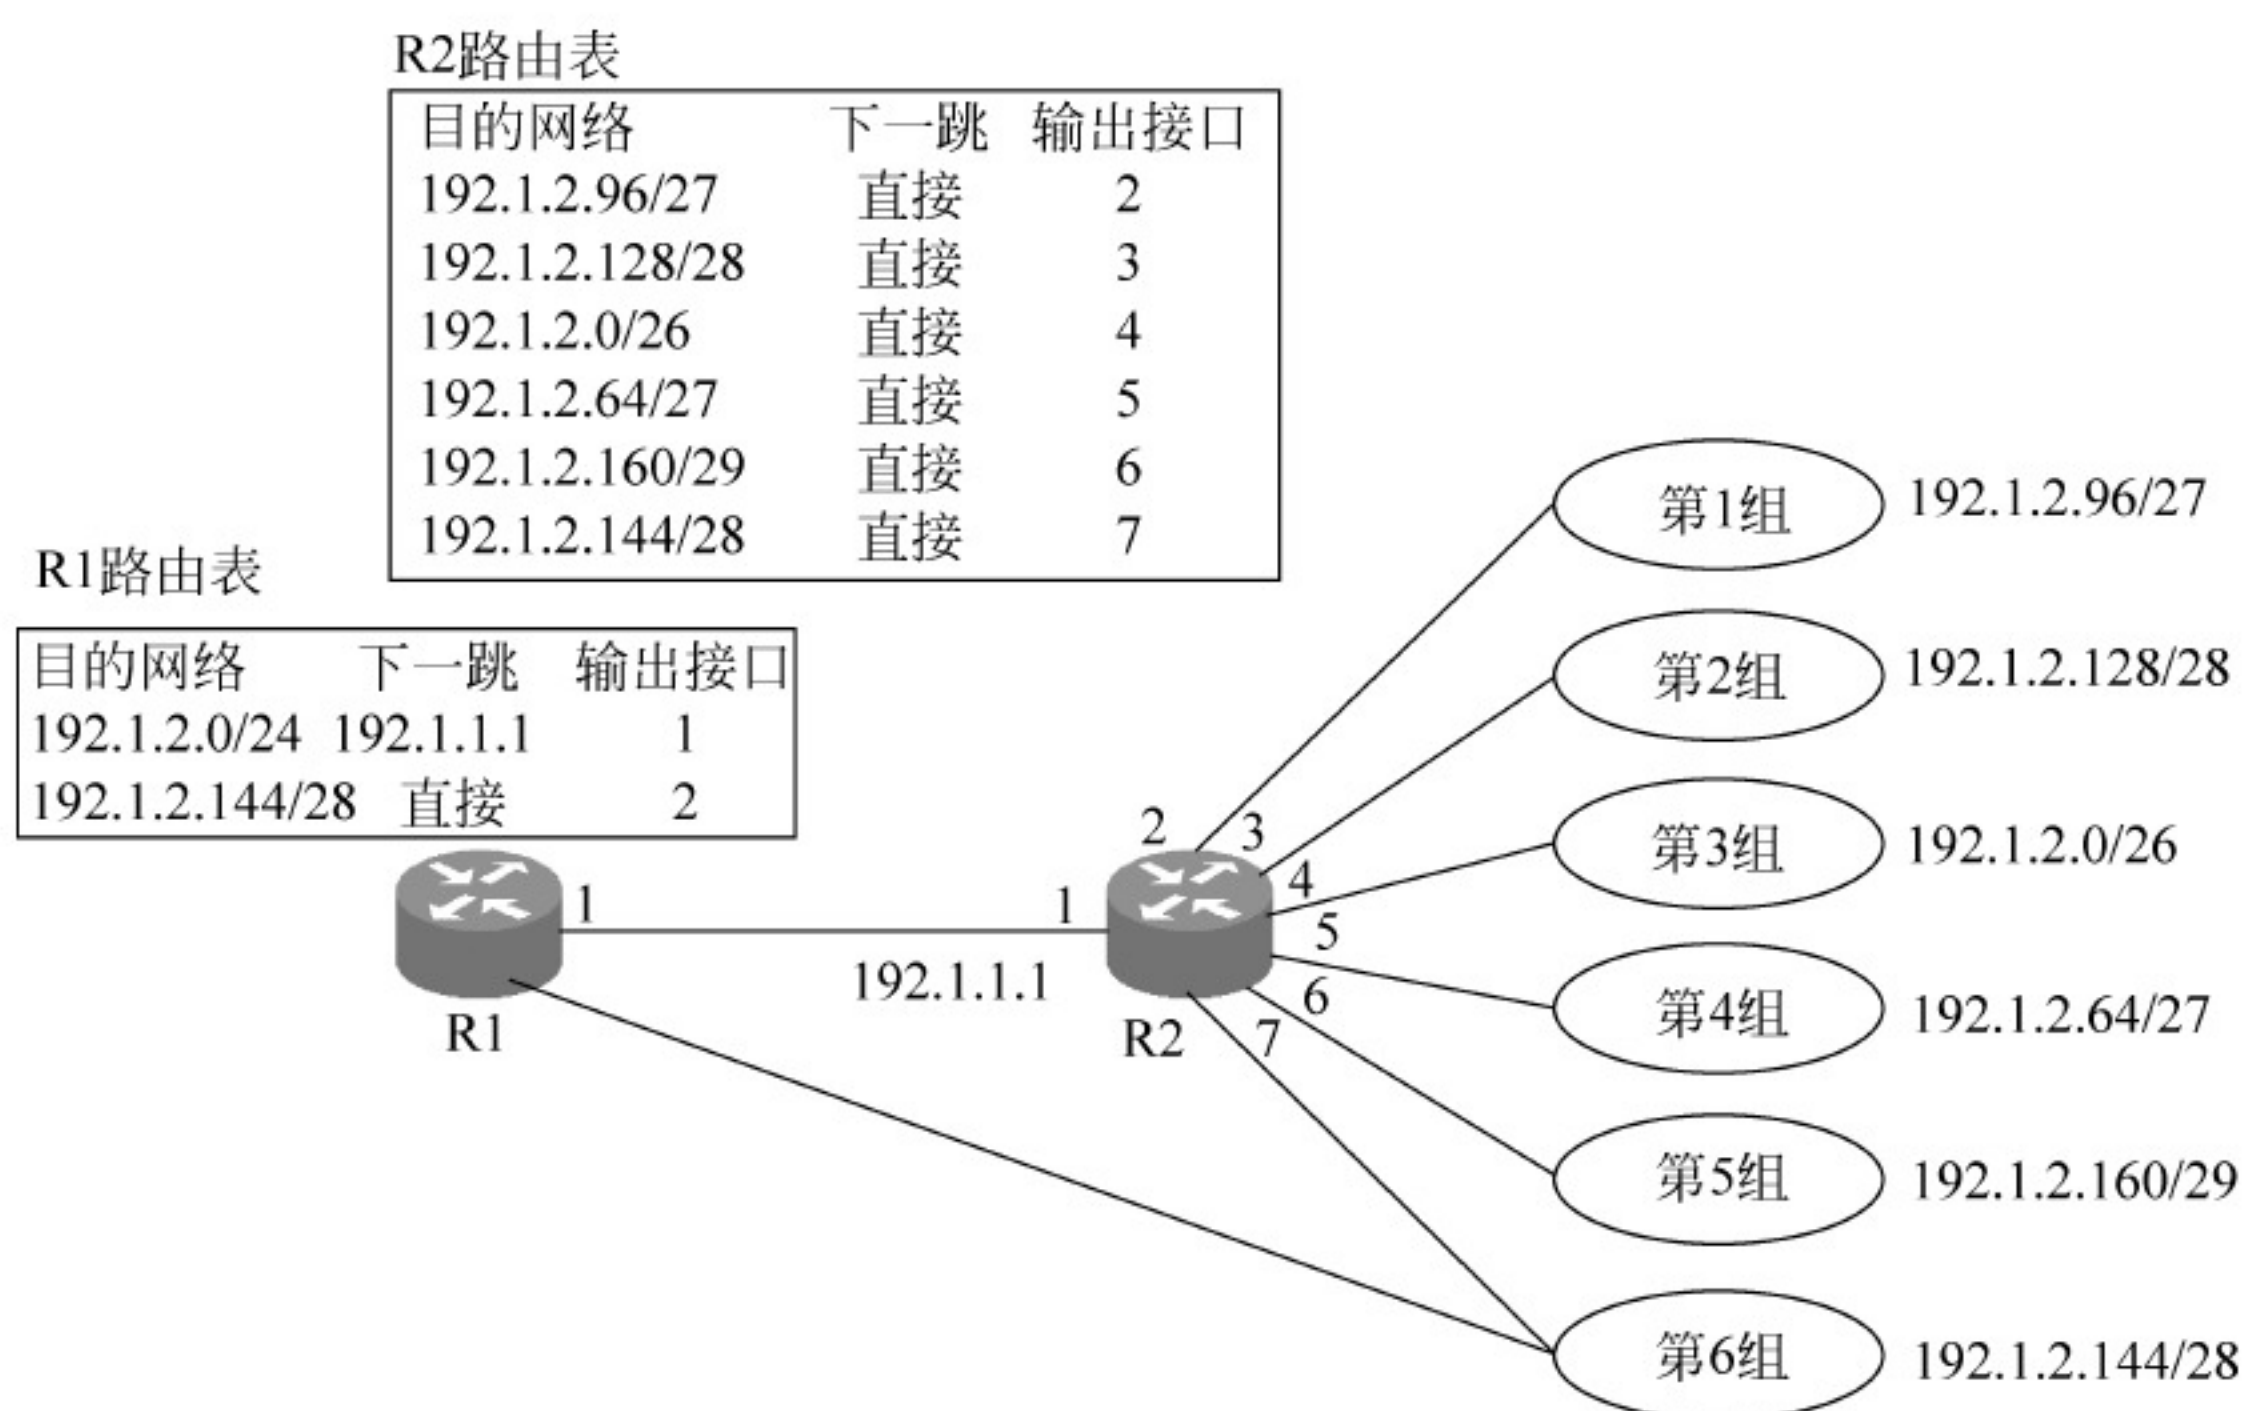 R2路由表
目的网络 下一跳 输出接口
192.1.2.96/27 直接 2
192.1.2.128/28 直接 3
192.1.2.0/26 直接 4
192.1.2.64/27 直接 5
192.1.2.160/29 直接 6
192.1.2.144/28 直接 7
R1路由表
目的网络 下一跳 输出接口
192.1.2.0/24 192.1.1.1 1
192.1.2.144/28 直接 2
第1组 192.1.2.96/27
第2组 192.1.2.128/28
第3组 192.1.2.0/26
第4组 192.1.2.64/27
第5组 192.1.2.160/29
第6组 192.1.2.144/28
2
3
4
5
6
7
1
1
192.1.1.1
R1
R2